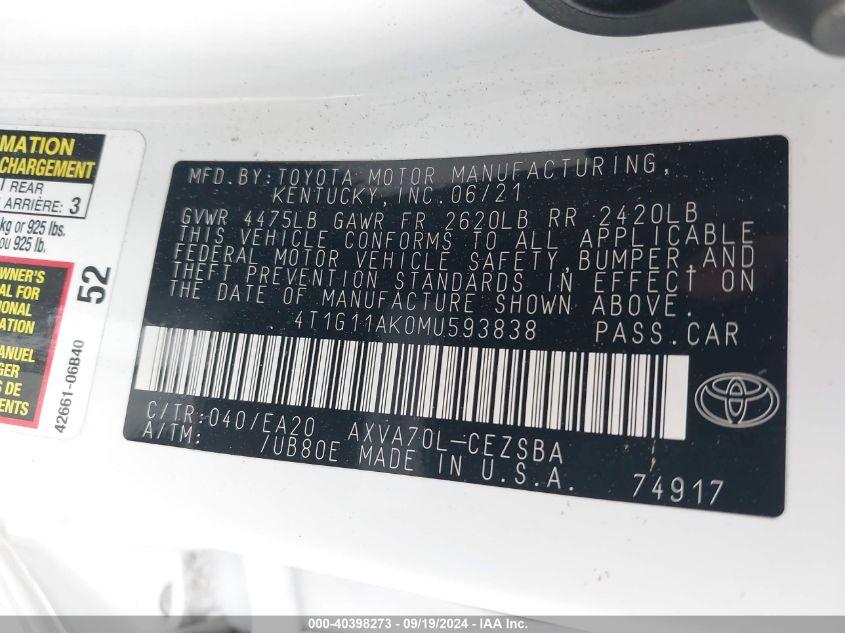 MATION
CHARGEMENT
REAR
ARRIÈRE: 3
kg or 925 lbs.
ou 925 lb.
WNER'S
AL FOR
IONAL
MATION
ANUEL
GER
S DE
ENTS
52
42661-06B40
MFD.BY:TOYOTA MOTOR MANUFACTURING,
KENTUCKY, INC.06/21
GVWR 4475LB GAWR FR 2620LB RR 2420LB
THIS VEHICLE CONFORMS TO ALL APPLICABLE
FEDERAL MOTOR VEHICLE SAFETY,BUMPER,AND
THEFT PREVENTION STANDARDS IN EFFECT ON
THE DATE OF MANUFACTURE SHOWN ABOVE.
4T1G11AK0MU593838 PASS.CAR
C/TR:040/EA20 AXVA70L-CEZSBA
A/TM: /UB80E MADE IN U.S.A.
74917
000-40398273 - 09/19/2024 - IAA Inc.